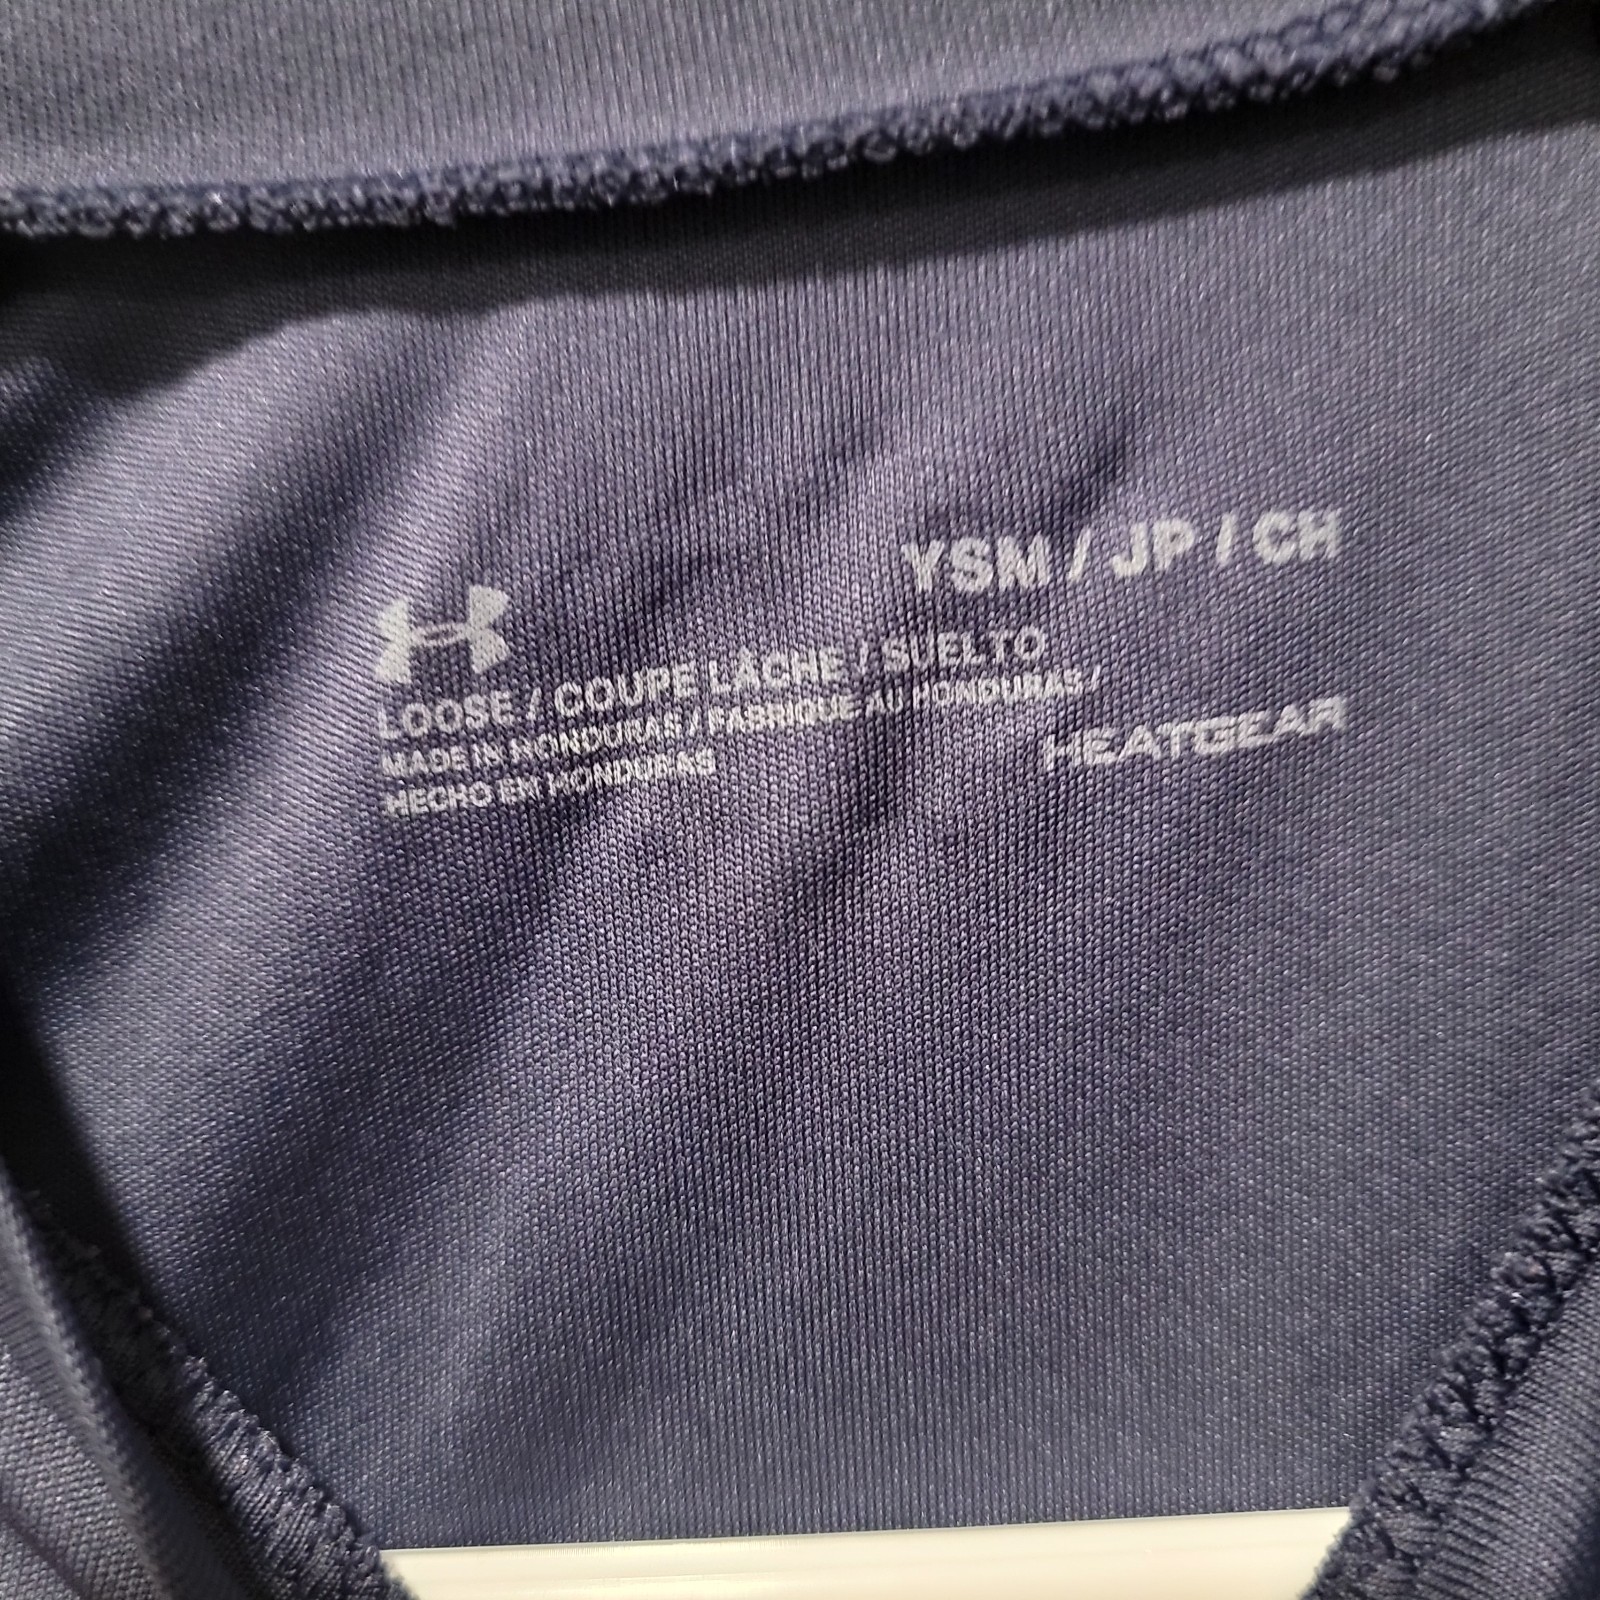 YSM / JP / CH
LOOSE / COUPE LÂCHE / SUELTO
MADE IN HONDURAS / FABRIQUÉ AU HONDURAS /
HECHO EN HONDURAS
HEATGEAR